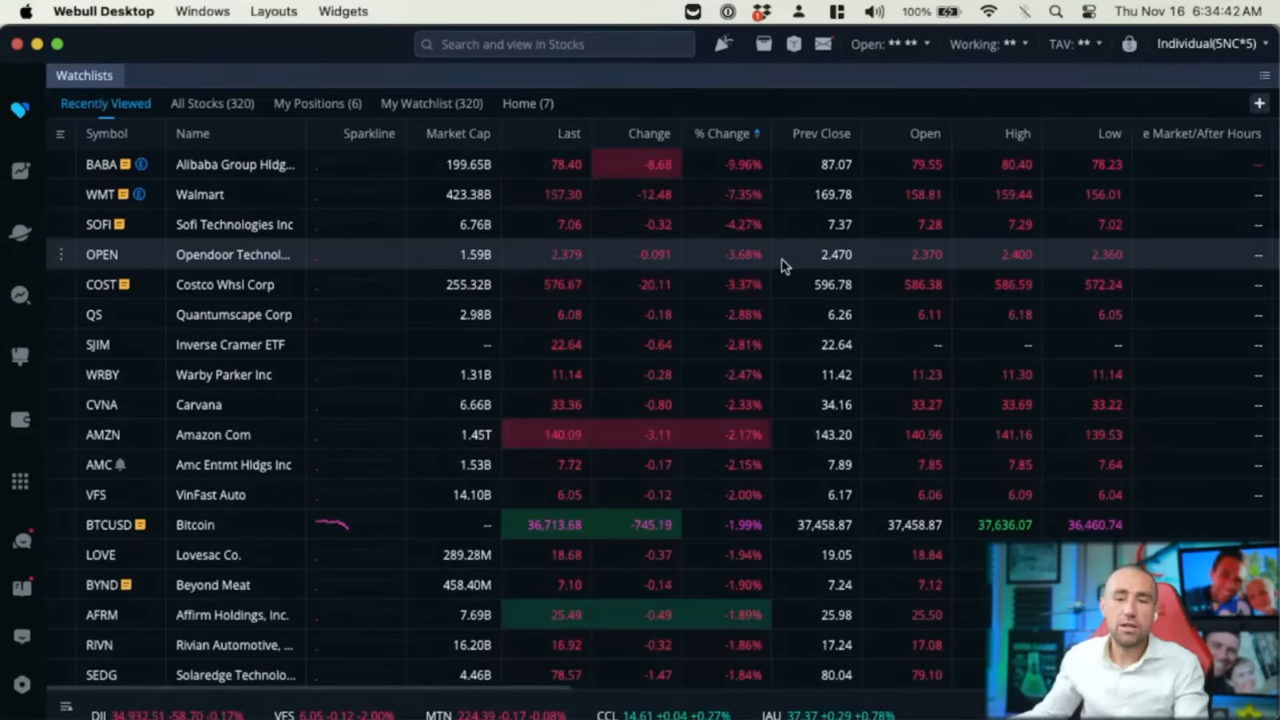 Webull Desktop Windows Layouts Widgets 100% Thu Nov 16 6:34:42 AM
Search and view in Stocks Open: ** ** Working: ** TAV: ** Individual(5NC*5)
Watchlists
Recently Viewed All Stocks (320) My Positions (6) My Watchlist (320) Home (7)
Symbol Name Sparkline Market Cap Last Change % Change Prev Close Open High Low e Market/After Hours
BABA Alibaba Group Hldg... 199.65B 78.40 -8.68 -9.96% 87.07 79.55 80.40 78.23 --
WMT Walmart 423.38B 157.30 -12.48 -7.35% 169.78 158.81 159.44 156.01 --
SOFI Sofi Technologies Inc 6.76B 7.06 -0.32 -4.27% 7.37 7.28 7.29 7.02 --
OPEN Opendoor Technol... 1.59B 2.379 -0.091 -3.68% 2.470 2.370 2.400 2.360 --
COST Costco Whsl Corp 255.32B 576.67 -20.11 -3.37% 596.78 586.38 586.59 572.24 --
QS Quantumscape Corp 2.98B 6.08 -0.18 -2.88% 6.26 6.11 6.18 6.05 --
SJIM Inverse Cramer ETF -- 22.64 -0.64 -2.81% 22.64 -- -- -- --
WRBY Warby Parker Inc 1.31B 11.14 -0.28 -2.47% 11.42 11.23 11.30 11.14 --
CVNA Carvana 6.66B 33.36 -0.80 -2.33% 34.16 33.27 33.69 33.22 --
AMZN Amazon Com 1.45T 140.09 -3.11 -2.17% 143.20 140.96 141.16 139.53 --
AMC Amc Entmt Hldgs Inc 1.53B 7.72 -0.17 -2.15% 7.89 7.85 7.85 7.64 --
VFS VinFast Auto 14.10B 6.05 -0.12 -2.00% 6.17 6.06 6.09 6.04 --
BTCUSD Bitcoin -- 36,713.68 -745.19 -1.99% 37,458.87 37,458.87 37,636.07 36,460.74
LOVE Lovesac Co. 289.28M 18.68 -0.37 -1.94% 19.05 18.84
BYND Beyond Meat 458.40M 7.10 -0.14 -1.90% 7.24 7.12
AFRM Affirm Holdings, Inc. 7.69B 25.49 -0.49 -1.89% 25.98 25.50
RIVN Rivian Automotive, ... 16.20B 16.92 -0.32 -1.86% 17.24 17.08
SEDG Solaredge Technolo... 4.46B 78.57 -1.47 -1.84% 80.04 79.10
DJI 34,932.51 -58.70 -0.17% VFS 6.05 -0.12 -2.00% MTN 224.39 -0.17 -0.08% CCL 14.61 +0.04 +0.27% IAU 37.37 +0.29 +0.78%